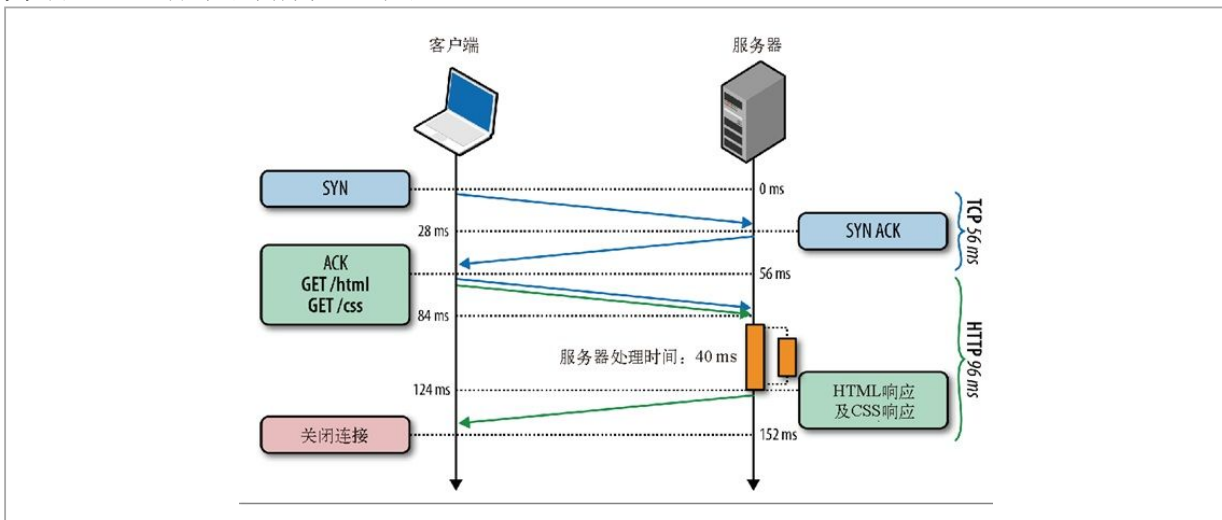 客户端
服务器
SYN
0 ms
28 ms
SYN ACK
TCP 56 ms
ACK
GET /html
GET /css
56 ms
84 ms
HTTP 96 ms
服务器处理时间：40 ms
124 ms
HTML响应
及CSS响应
关闭连接
152 ms